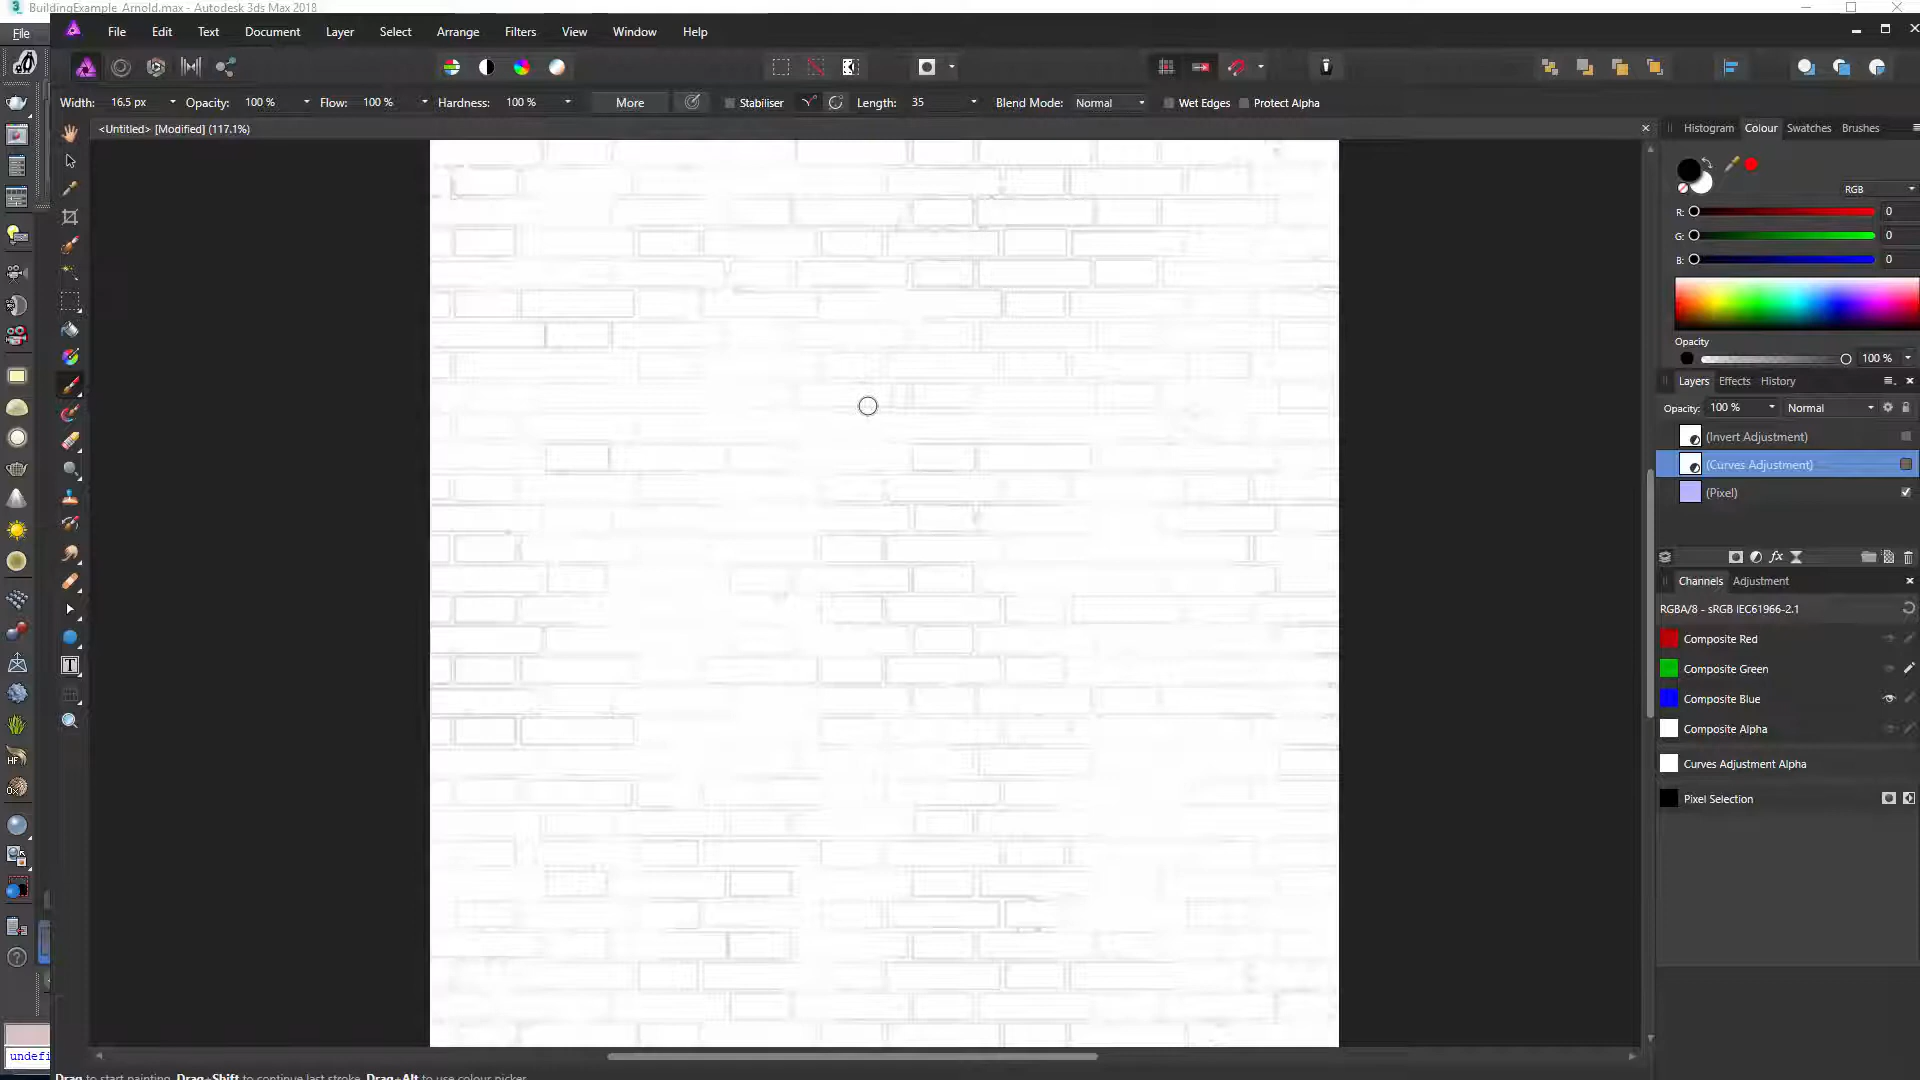 BuildingExample_Arnold.max - Autodesk 3ds Max 2018
File
File Edit Text Document Layer Select Arrange Filters View Window Help
Width: 16.5 px Opacity: 100 % Flow: 100 % Hardness: 100 % More Stabiliser Length: 35 Blend Mode: Normal Wet Edges Protect Alpha
<Untitled> [Modified] (117.1%)
Histogram Colour Swatches Brushes
RGB
R: 0
G: 0
B: 0
Opacity
100 %
Layers Effects History
Opacity: 100 % Normal
(Invert Adjustment)
(Curves Adjustment)
(Pixel)
fx
Channels Adjustment
RGBA/8 - sRGB IEC61966-2.1
Composite Red
Composite Green
Composite Blue
Composite Alpha
Curves Adjustment Alpha
Pixel Selection
T
HF
undefi
Drag to start painting. Drag+Shift to continue last stroke. Drag+Alt to use colour picker.